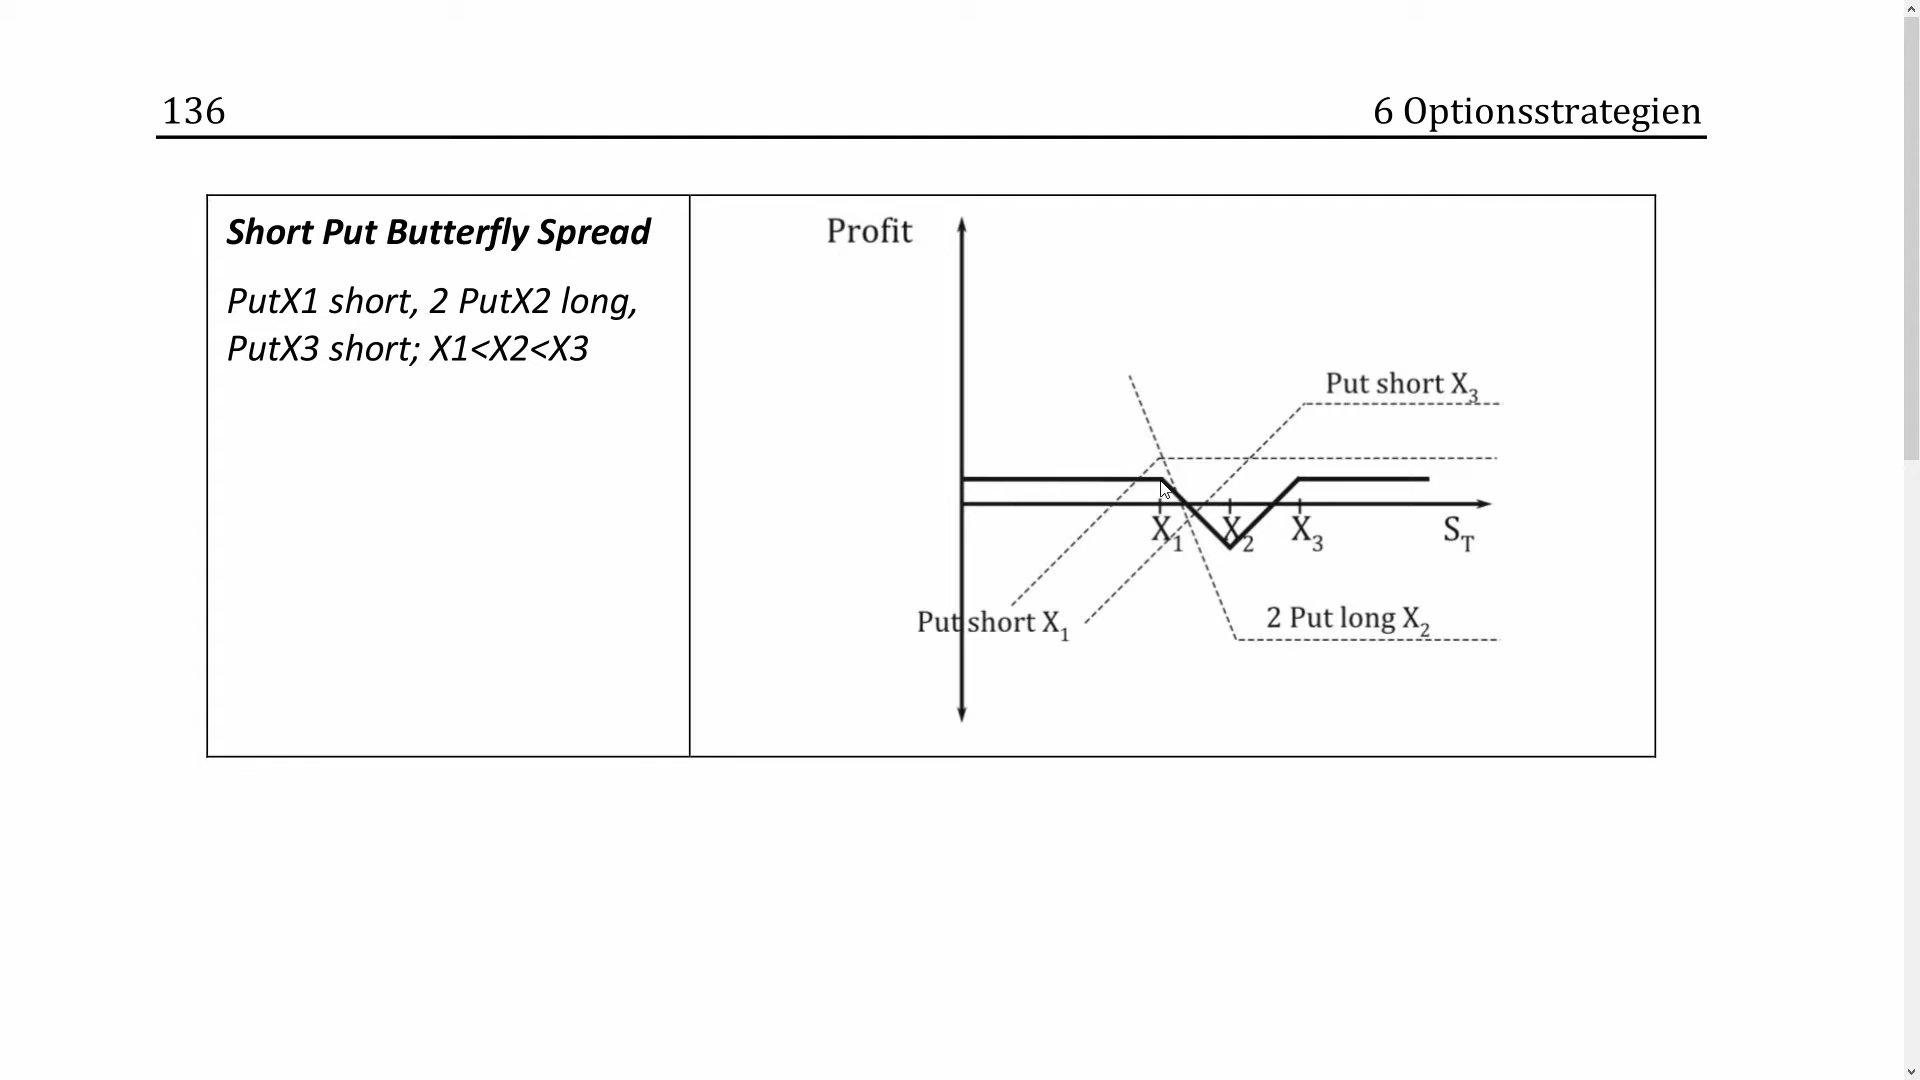 136
6 Optionsstrategien
Short Put Butterfly Spread
PutX1 short, 2 PutX2 long,
PutX3 short; X1<X2<X3
Profit
Put short X3
X1
X2
X3
ST
Put short X1
2 Put long X2